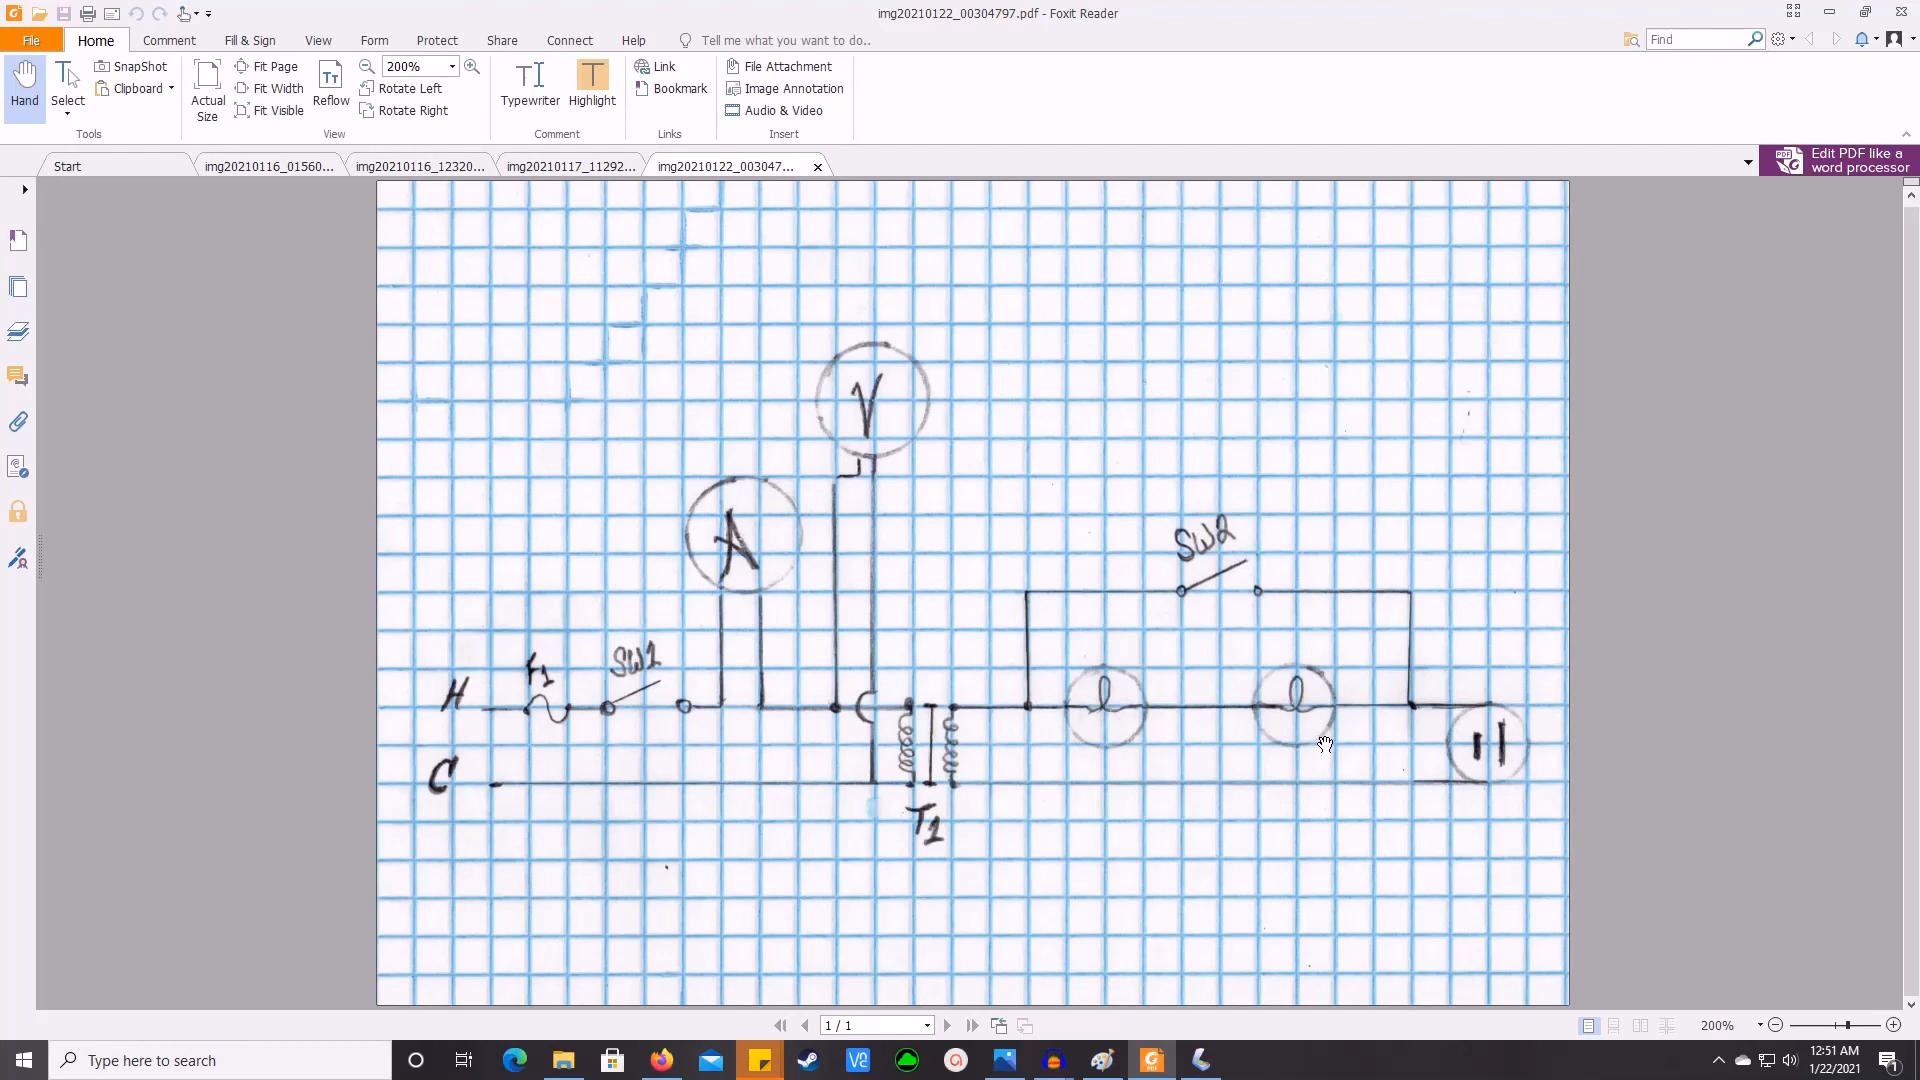 img20210122_00304797.pdf - Foxit Reader
File Home Comment Fill & Sign View Form Protect Share Connect Help Tell me what you want to do.. Find
Hand
Select
SnapShot
Clipboard
Tools
Actual Size
Fit Page
Fit Width
Fit Visible
Reflow
200%
Rotate Left
Rotate Right
View
Typewriter
Highlight
Comment
Link
Bookmark
Links
File Attachment
Image Annotation
Audio & Video
Insert
Start img20210116_01560... img20210116_12320... img20210117_11292... img20210122_003047...
Edit PDF like a
word processor
V
A
SW2
F1
SW1
H
C
T1
1 / 1
200%
Type here to search
12:51 AM
1/22/2021